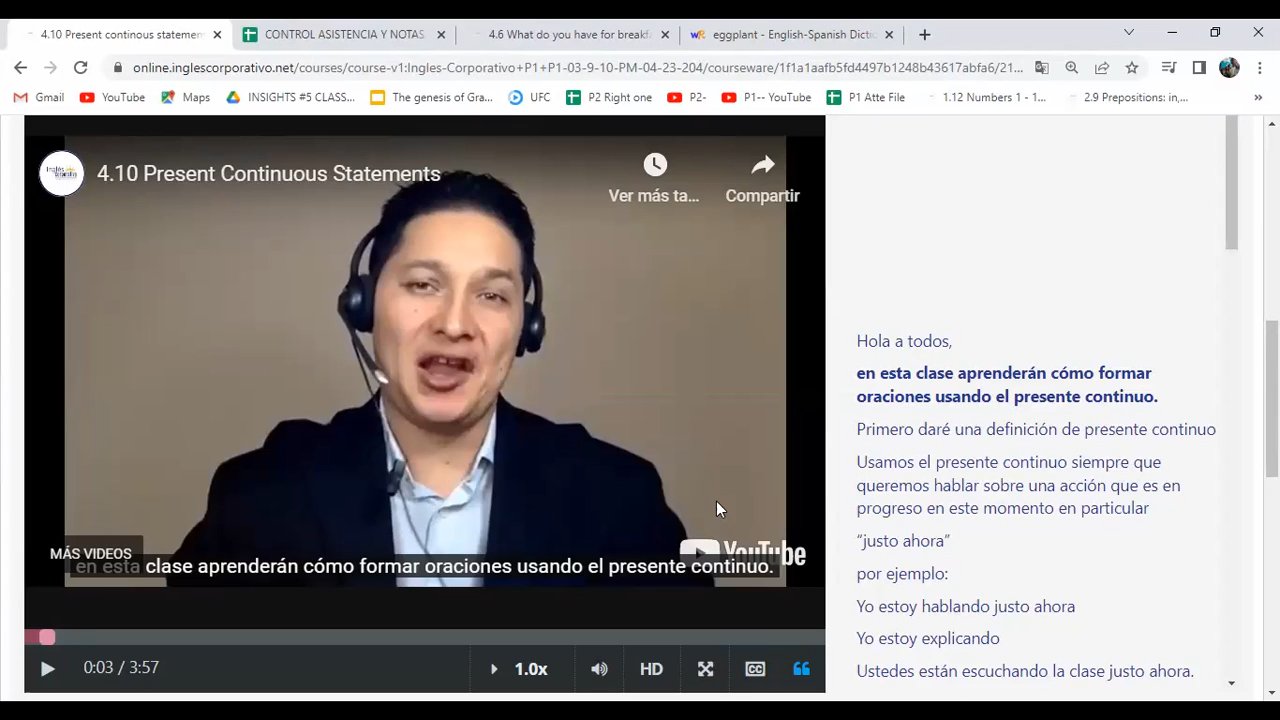 4.10 Present continous statemen
CONTROL ASISTENCIA Y NOTAS
4.6 What do you have for breakfa
WR eggplant - English-Spanish Dictio
online.inglescorporativo.net/courses/course-v1:Ingles-Corporativo+P1+P1-03-9-10-PM-04-23-204/courseware/1f1a1aafb5fd4497b1248b43617abfa6/21...
Gmail
YouTube
Maps
INSIGHTS #5 CLASS...
The genesis of Gra...
UFC
P2 Right one
P2-
P1-- YouTube
P1 Atte File
1.12 Numbers 1 - 1...
2.9 Prepositions: in,...
»
4.10 Present Continuous Statements
Ver más ta...
Compartir
MÁS VIDEOS
YouTube
en esta clase aprenderán cómo formar oraciones usando el presente continuo.
0:03 / 3:57
1.0x
HD
CC
Hola a todos,
en esta clase aprenderán cómo formar
oraciones usando el presente continuo.
Primero daré una definición de presente continuo
Usamos el presente continuo siempre que
queremos hablar sobre una acción que es en
progreso en este momento en particular
“justo ahora”
por ejemplo:
Yo estoy hablando justo ahora
Yo estoy explicando
Ustedes están escuchando la clase justo ahora.